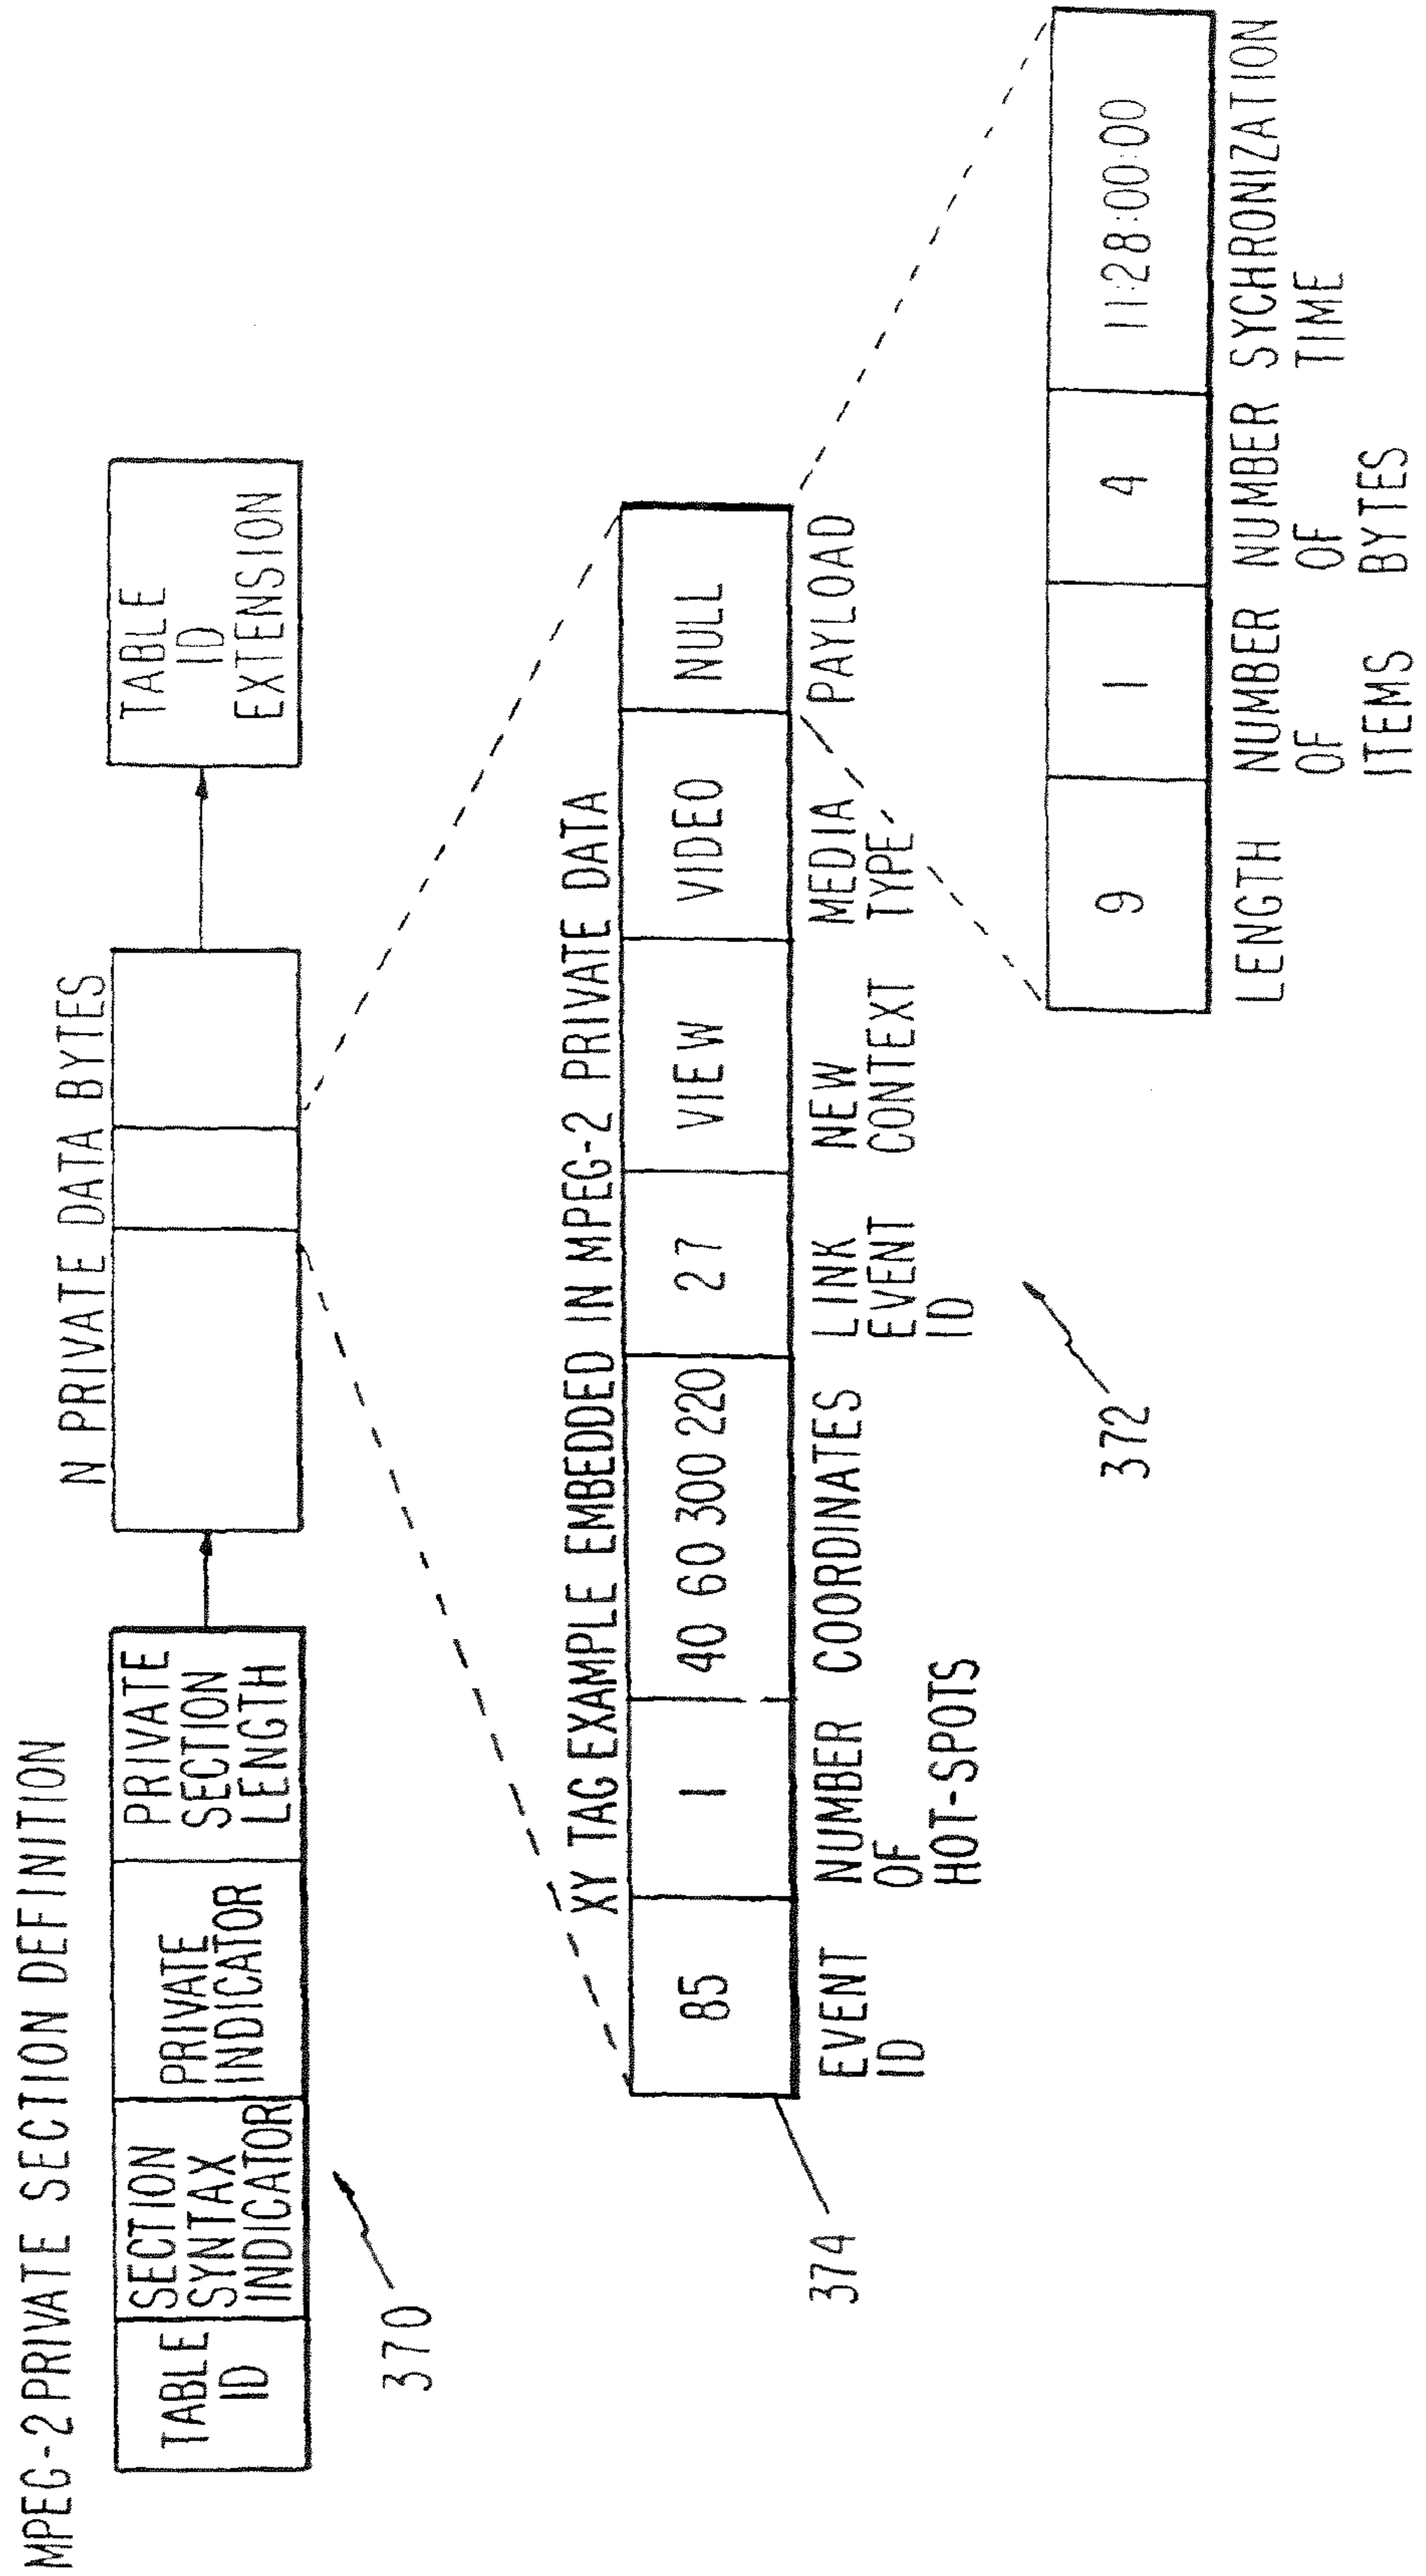 MPEG-2 PRIVATE SECTION DEFINITION
TABLE
ID
SECTION
SYNTAX
INDICATOR
PRIVATE
INDICATOR
PRIVATE
SECTION
LENGTH
N PRIVATE DATA BYTES
TABLE
ID
EXTENSION
370
XY TAG EXAMPLE EMBEDDED IN MPEG-2 PRIVATE DATA
85
1
40 60 300 220
27
VIEW
VIDEO
NULL
EVENT
ID
NUMBER
OF
HOT-SPOTS
COORDINATES
LINK
EVENT
ID
NEW
CONTEXT
MEDIA
TYPE
PAYLOAD
374
372
9
1
4
11:28:00:00
LENGTH
NUMBER
OF
ITEMS
NUMBER
OF
BYTES
SYCHRONIZATION
TIME